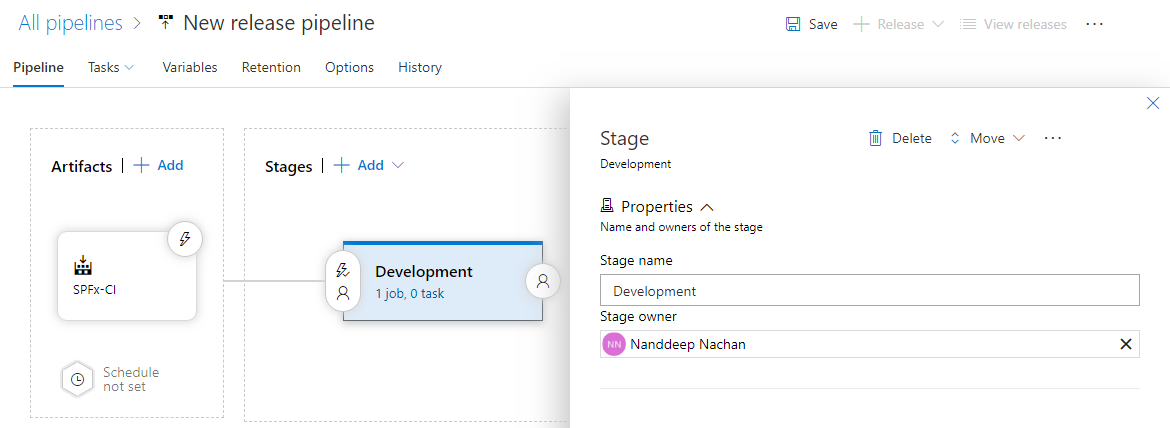 All pipelines > New release pipeline
Save
Release
View releases
Pipeline
Tasks
Variables
Retention
Options
History
Artifacts | + Add
Stages | + Add
SPFx-CI
Schedule
not set
Development
1 job, 0 task
Stage
Development
Delete
Move
Properties
Name and owners of the stage
Stage name
Development
Stage owner
NN Nanddeep Nachan